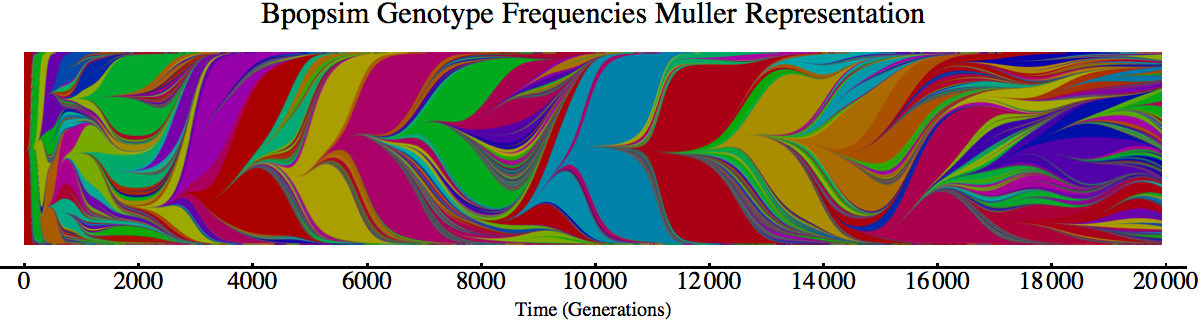 Bpopsim Genotype Frequencies Muller Representation
0 2000 4000 6000 8000 10000 12000 14000 16000 18000 20000
Time (Generations)